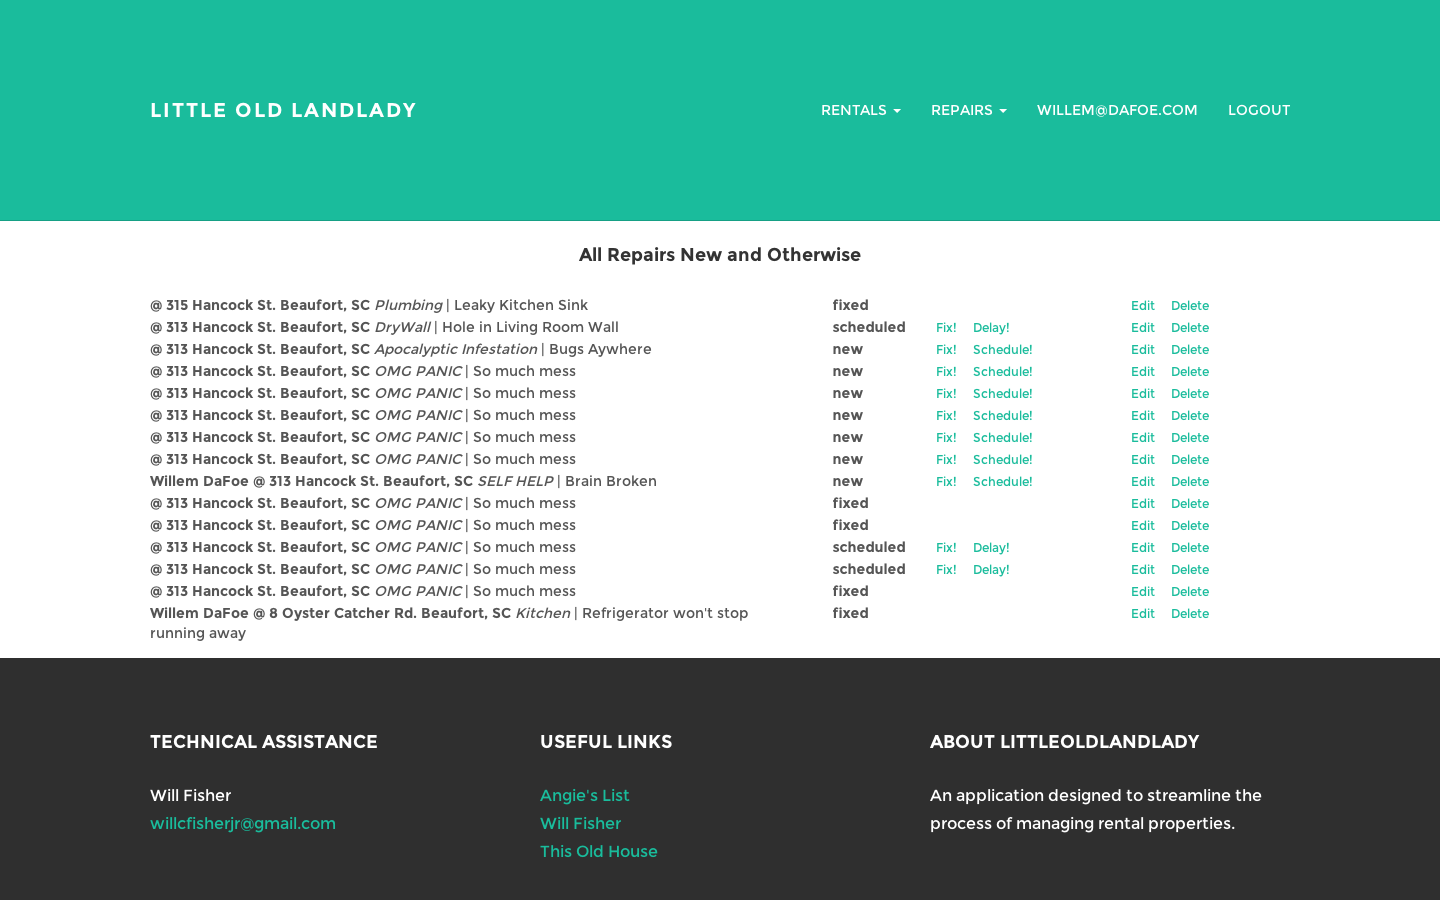 LITTLE OLD LANDLADY RENTALS REPAIRS WILLEM@DAFOE.COM LOGOUT
All Repairs New and Otherwise
@ 315 Hancock St. Beaufort, SC Plumbing | Leaky Kitchen Sink fixed Edit Delete
@ 313 Hancock St. Beaufort, SC DryWall | Hole in Living Room Wall scheduled Fix! Delay! Edit Delete
@ 313 Hancock St. Beaufort, SC Apocalyptic Infestation | Bugs Aywhere new Fix! Schedule! Edit Delete
@ 313 Hancock St. Beaufort, SC OMG PANIC | So much mess new Fix! Schedule! Edit Delete
@ 313 Hancock St. Beaufort, SC OMG PANIC | So much mess new Fix! Schedule! Edit Delete
@ 313 Hancock St. Beaufort, SC OMG PANIC | So much mess new Fix! Schedule! Edit Delete
@ 313 Hancock St. Beaufort, SC OMG PANIC | So much mess new Fix! Schedule! Edit Delete
@ 313 Hancock St. Beaufort, SC OMG PANIC | So much mess new Fix! Schedule! Edit Delete
Willem DaFoe @ 313 Hancock St. Beaufort, SC SELF HELP | Brain Broken new Fix! Schedule! Edit Delete
@ 313 Hancock St. Beaufort, SC OMG PANIC | So much mess fixed Edit Delete
@ 313 Hancock St. Beaufort, SC OMG PANIC | So much mess fixed Edit Delete
@ 313 Hancock St. Beaufort, SC OMG PANIC | So much mess scheduled Fix! Delay! Edit Delete
@ 313 Hancock St. Beaufort, SC OMG PANIC | So much mess scheduled Fix! Delay! Edit Delete
@ 313 Hancock St. Beaufort, SC OMG PANIC | So much mess fixed Edit Delete
Willem DaFoe @ 8 Oyster Catcher Rd. Beaufort, SC Kitchen | Refrigerator won't stop fixed Edit Delete
running away
TECHNICAL ASSISTANCE
Will Fisher
willcfisherjr@gmail.com
USEFUL LINKS
Angie's List
Will Fisher
This Old House
ABOUT LITTLEOLDLANDLADY
An application designed to streamline the
process of managing rental properties.